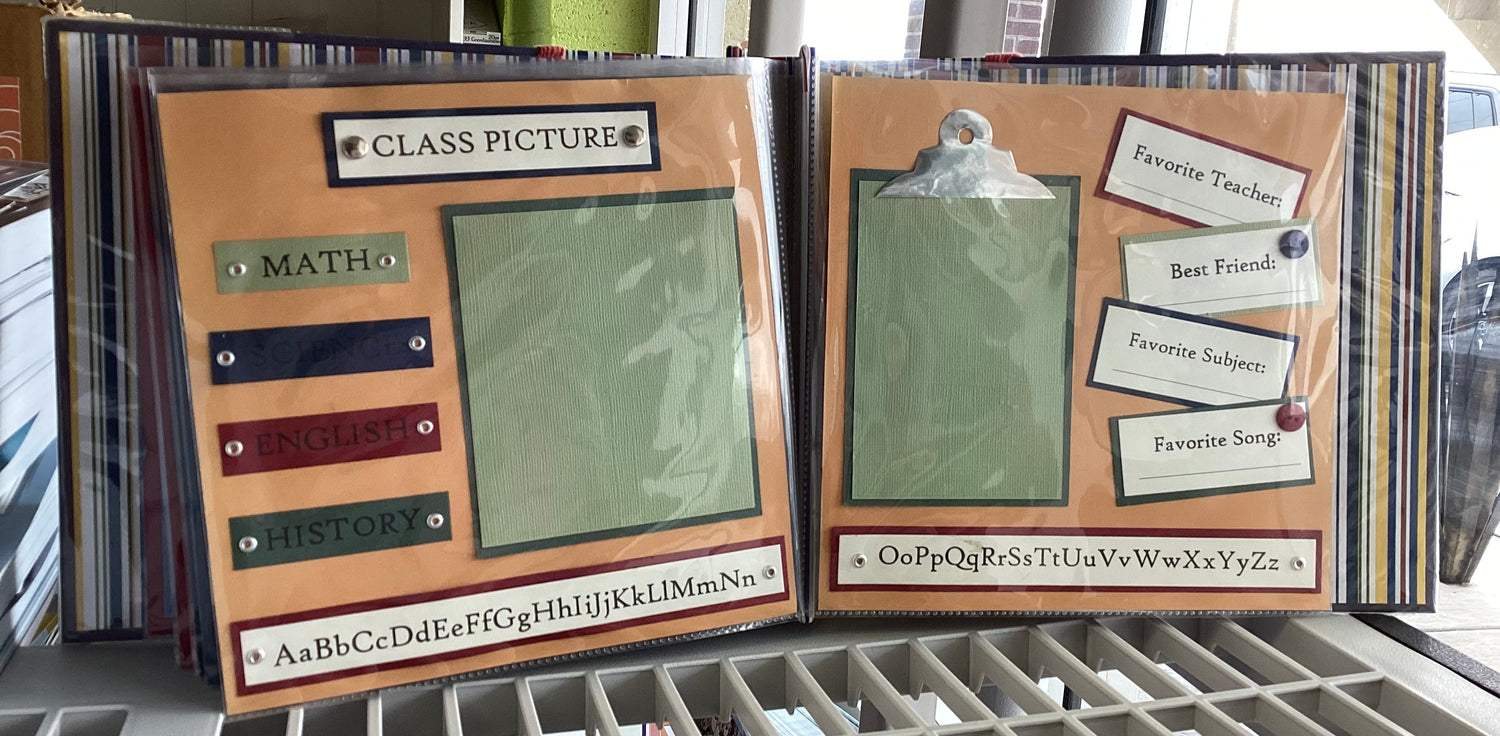 CLASS PICTURE
MATH
SCIENCE
ENGLISH
HISTORY
AaBbCcDdEeFfGgHhIiJjKkLlMmNn
Favorite Teacher:
Best Friend:
Favorite Subject:
Favorite Song:
OoPpQqRrSsTtUuVvWwXxYyZz